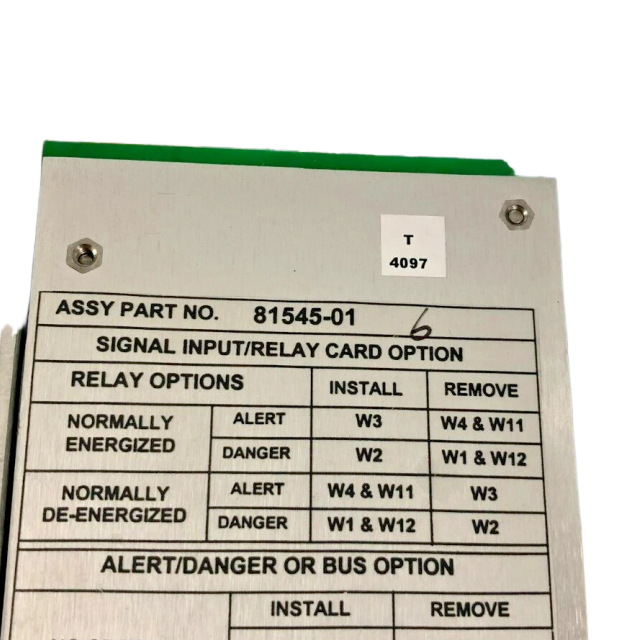 T
4097
ASSY PART NO. 81545-01 6
SIGNAL INPUT/RELAY CARD OPTION
RELAY OPTIONS INSTALL REMOVE
NORMALLY ENERGIZED ALERT W3 W4 & W11
DANGER W2 W1 & W12
NORMALLY DE-ENERGIZED ALERT W4 & W11 W3
DANGER W1 & W12 W2
ALERT/DANGER OR BUS OPTION
INSTALL REMOVE